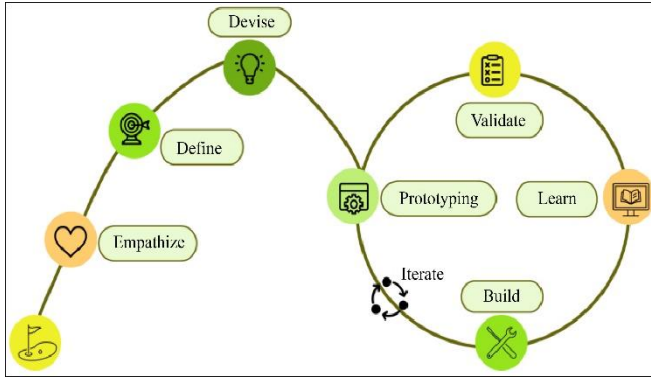 Devise
Define
Empathize
Validate
Prototyping
Learn
Iterate
Build